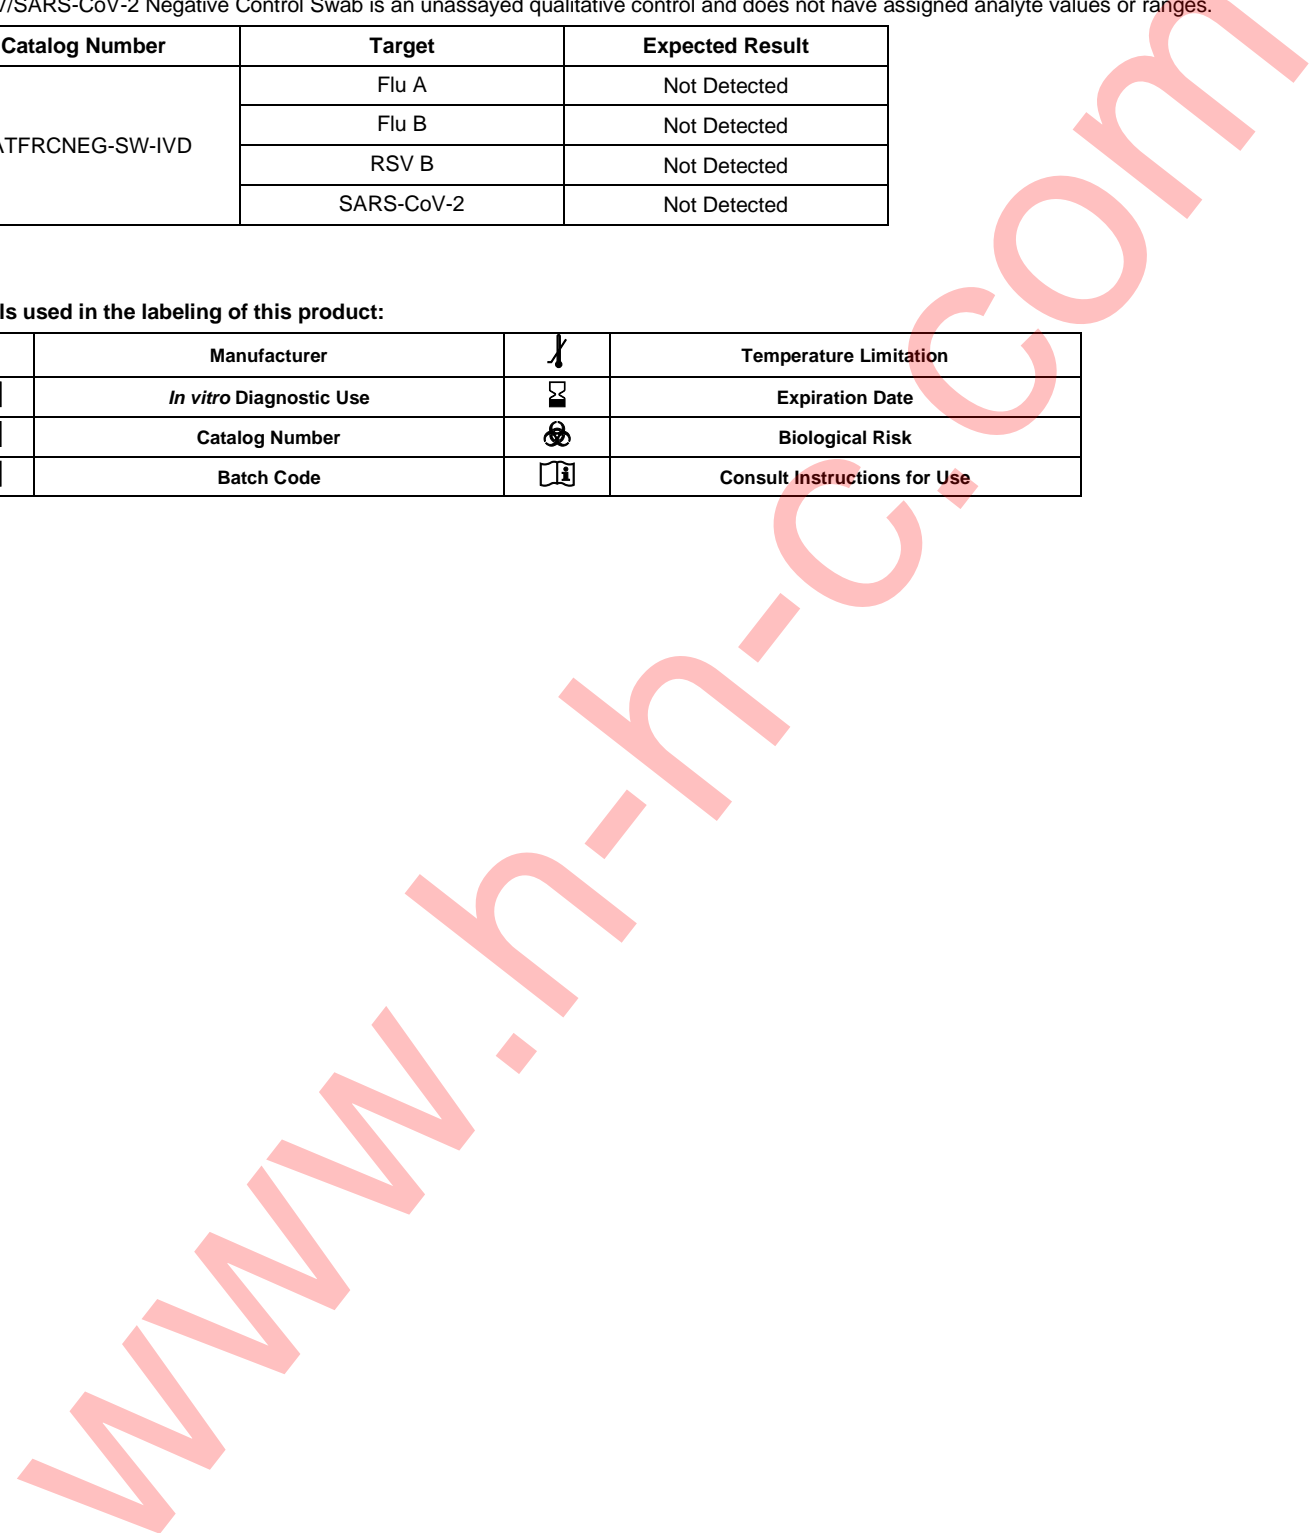 //SARS-CoV-2 Negative Control Swab is an unassayed qualitative control and does not have assigned analyte values or ranges.
Catalog Number Target Expected Result
Flu A Not Detected
Flu B Not Detected
ATFRCNEG-SW-IVD
RSV B Not Detected
SARS-CoV-2 Not Detected
ls used in the labeling of this product:
Manufacturer Temperature Limitation
In vitro Diagnostic Use Expiration Date
Catalog Number Biological Risk
Batch Code Consult Instructions for Use
www.h-h-c.com